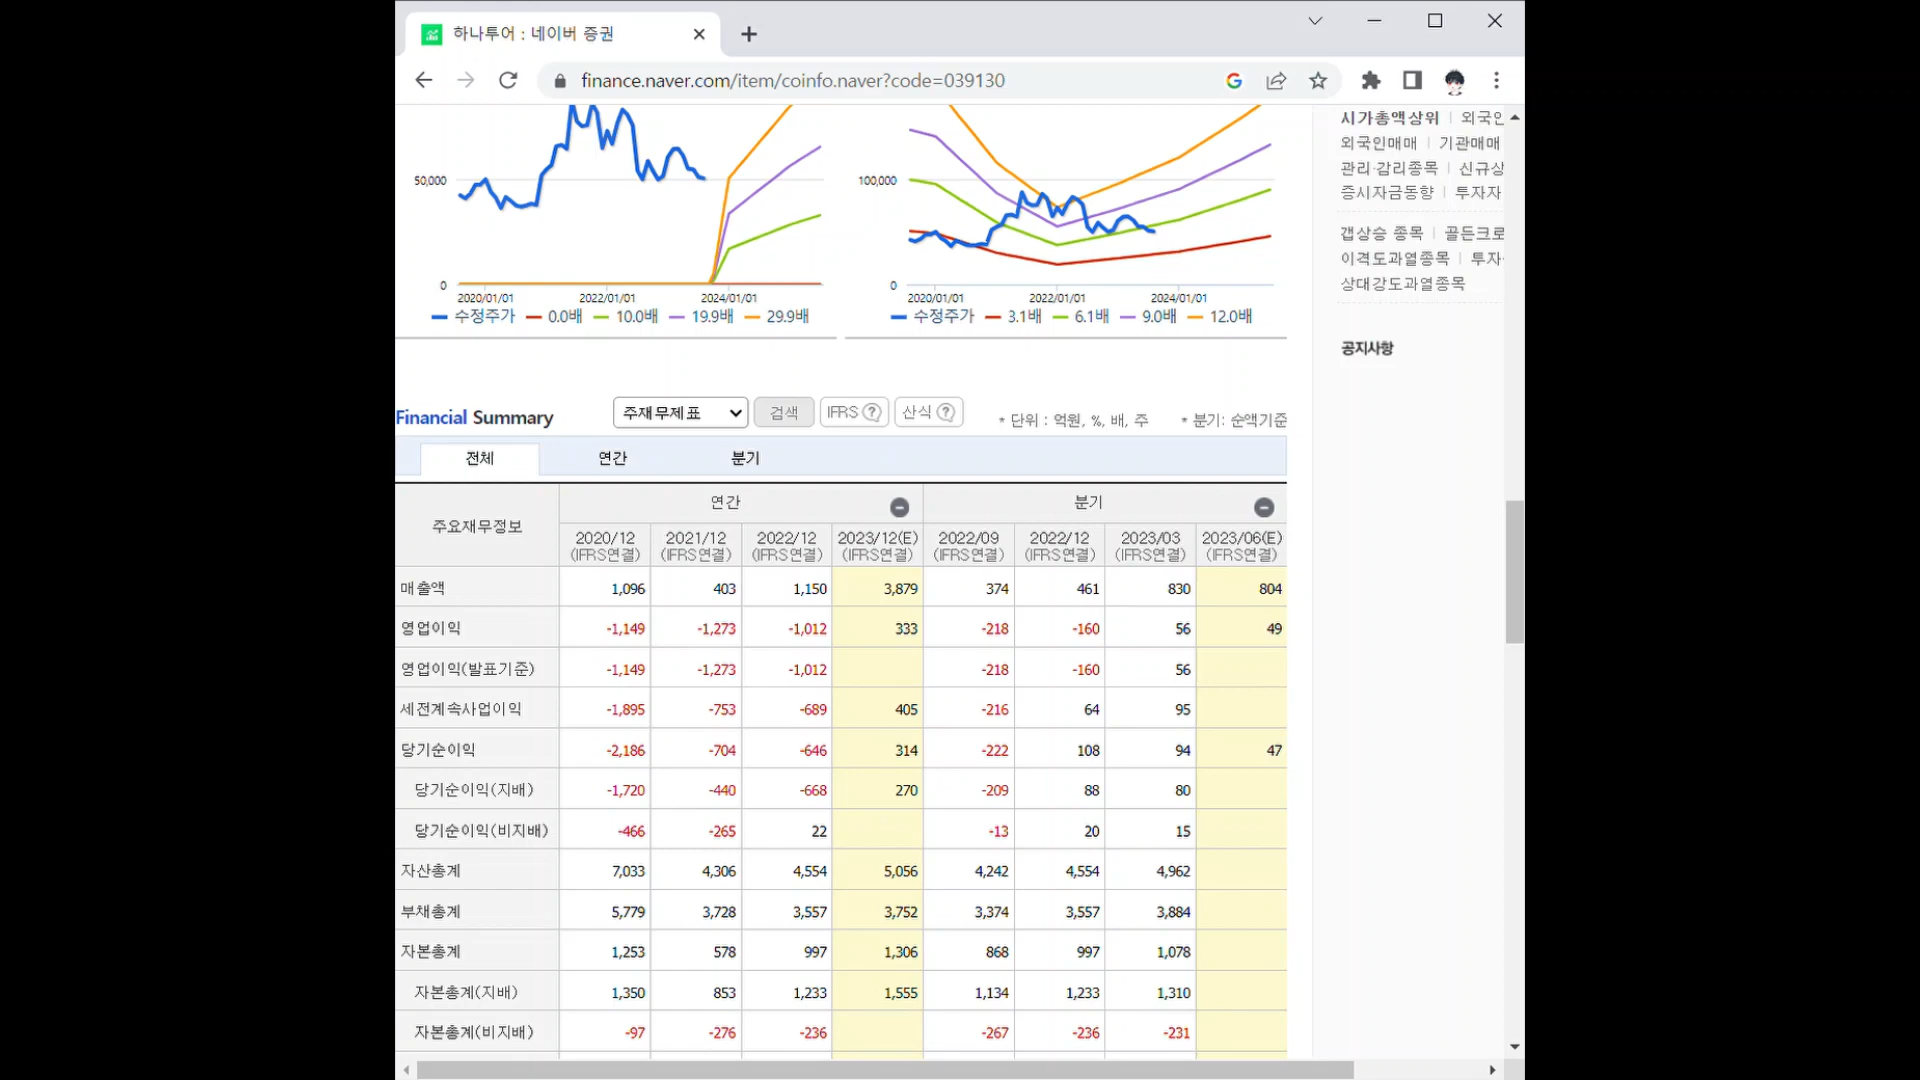 하나투어 : 네이버 증권
finance.naver.com/item/coinfo.naver?code=039130
50,000
0
2020/01/01 2022/01/01 2024/01/01
수정주가 0.0배 10.0배 19.9배 29.9배
100,000
0
2020/01/01 2022/01/01 2024/01/01
수정주가 3.1배 6.1배 9.0배 12.0배
시가총액상위 외국인
외국인매매 기관매매
관리·감리종목 신규상
증시자금동향 투자자
갭상승 종목 골든크로
이격도과열종목 투자
상대강도과열종목
공지사항
Financial Summary 주재무제표 검색 IFRS ? 산식 ? * 단위 : 억원, %, 배, 주 * 분기: 순액기준
전체 연간 분기
주요재무정보 연간 분기
2020/12 2021/12 2022/12 2023/12(E) 2022/09 2022/12 2023/03 2023/06(E)
(IFRS연결) (IFRS연결) (IFRS연결) (IFRS연결) (IFRS연결) (IFRS연결) (IFRS연결) (IFRS연결)
매출액 1,096 403 1,150 3,879 374 461 830 804
영업이익 -1,149 -1,273 -1,012 333 -218 -160 56 49
영업이익(발표기준) -1,149 -1,273 -1,012 -218 -160 56
세전계속사업이익 -1,895 -753 -689 405 -216 64 95
당기순이익 -2,186 -704 -646 314 -222 108 94 47
당기순이익(지배) -1,720 -440 -668 270 -209 88 80
당기순이익(비지배) -466 -265 22 -13 20 15
자산총계 7,033 4,306 4,554 5,056 4,242 4,554 4,962
부채총계 5,779 3,728 3,557 3,752 3,374 3,557 3,884
자본총계 1,253 578 997 1,306 868 997 1,078
자본총계(지배) 1,350 853 1,233 1,555 1,134 1,233 1,310
자본총계(비지배) -97 -276 -236 -267 -236 -231